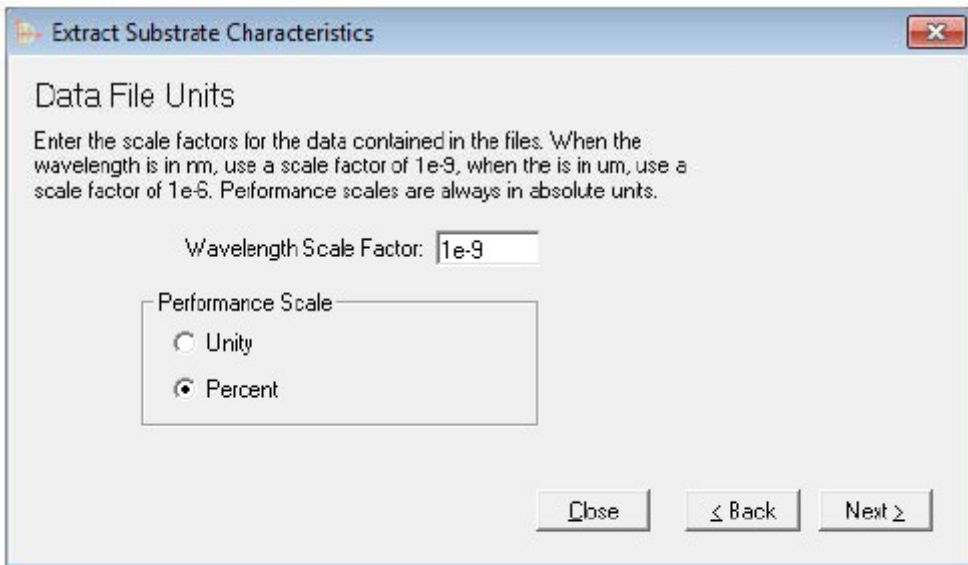 Extract Substrate Characteristics
Data File Units
Enter the scale factors for the data contained in the files. When the
wavelength is in nm, use a scale factor of 1e-9, when the is in um, use a
scale factor of 1e-6. Performance scales are always in absolute units.
Wavelength Scale Factor: 1e-9
Performance Scale
Unity
Percent
Close < Back Next >